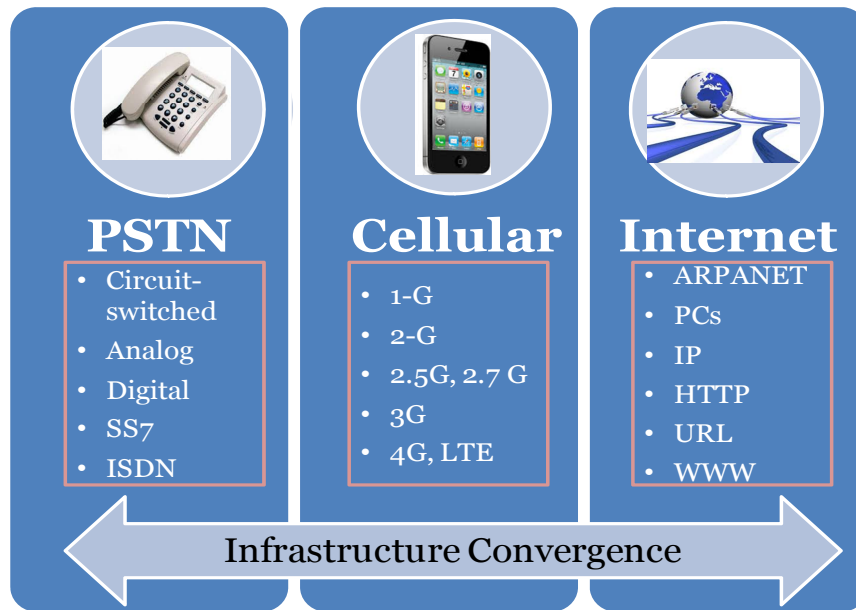 PSTN
• Circuit-
switched
• Analog
• Digital
• SS7
• ISDN
Cellular
• 1-G
• 2-G
• 2.5G, 2.7 G
• 3G
• 4G, LTE
Internet
• ARPANET
• PCs
• IP
• HTTP
• URL
• WWW
Infrastructure Convergence